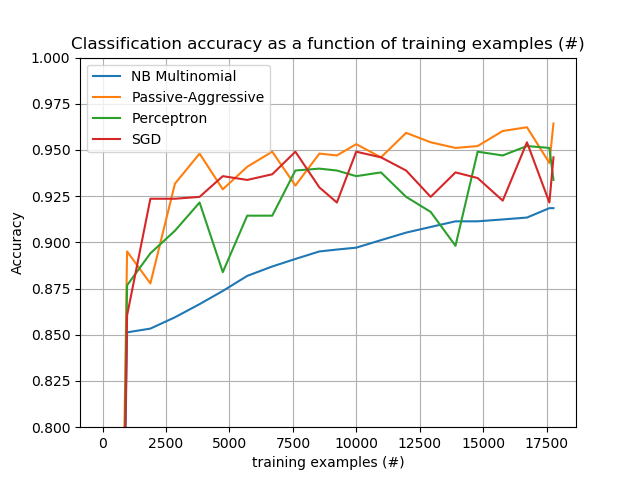 Classification accuracy as a function of training examples (#)
1.000
0.975
0.950
0.925
0.900
0.875
0.850
0.825
0.800
Accuracy
NB Multinomial
Passive-Aggressive
Perceptron
SGD
0 2500 5000 7500 10000 12500 15000 17500
training examples (#)